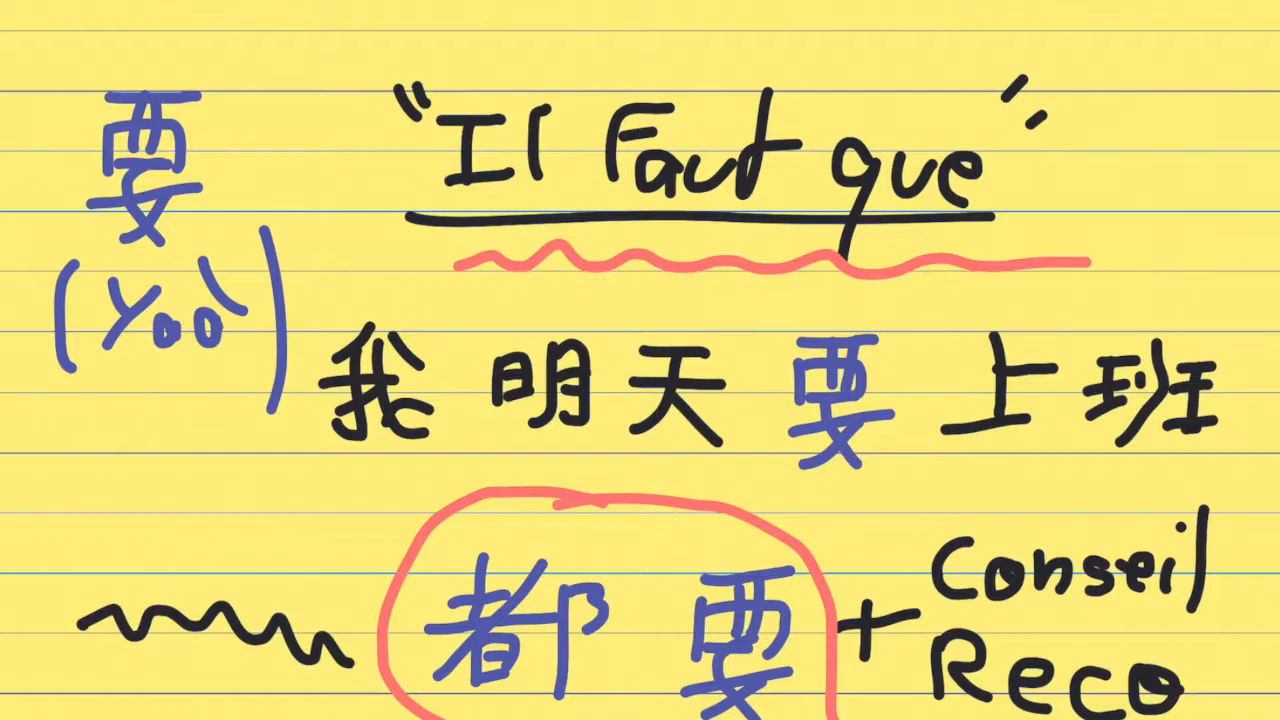 要 "Il Faut que"
(Yào)
我 明天 要 上班
都要 + Conseil
Reco